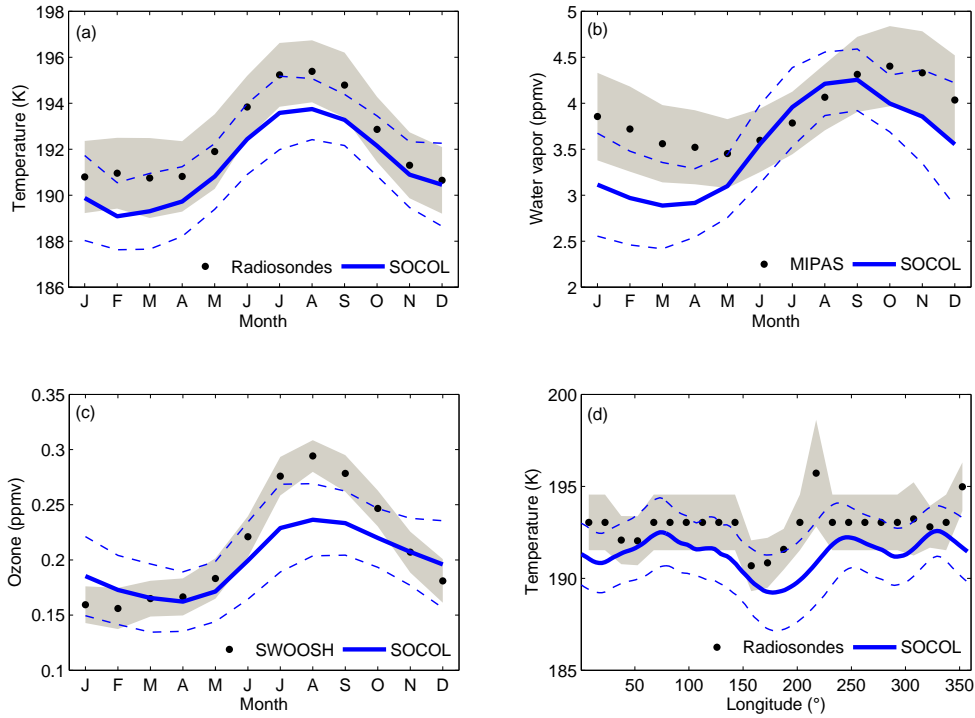 (a)
198
196
194
192
190
188
186
Temperature (K)
J F M A M J J A S O N D
Month
Radiosondes SOCOL
(b)
5
4.5
4
3.5
3
2.5
2
Water vapor (ppmv)
J F M A M J J A S O N D
Month
MIPAS SOCOL
(c)
0.35
0.3
0.25
0.2
0.15
0.1
Ozone (ppmv)
J F M A M J J A S O N D
Month
SWOOSH SOCOL
(d)
200
195
190
185
Temperature (K)
50 100 150 200 250 300 350
Longitude (°)
Radiosondes SOCOL